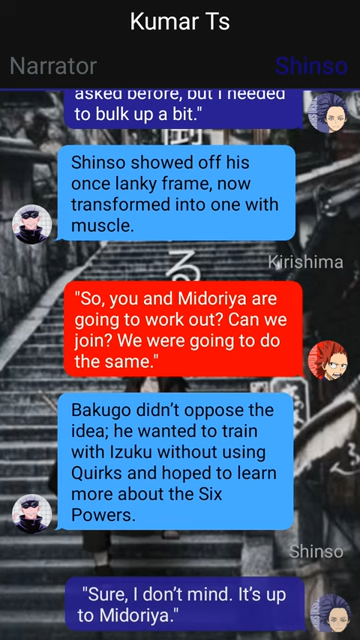 Kumar Ts
Narrator
Shinso
asked before, but I needed
to bulk up a bit."
Shinso showed off his
once lanky frame, now
transformed into one with
muscle.
る
Kirishima
"So, you and Midoriya are
going to work out? Can we
join? We were going to do
the same."
Bakugo didn’t oppose the
idea; he wanted to train
with Izuku without using
Quirks and hoped to learn
more about the Six
Powers.
Shinso
"Sure, I don’t mind. It’s up
to Midoriya."